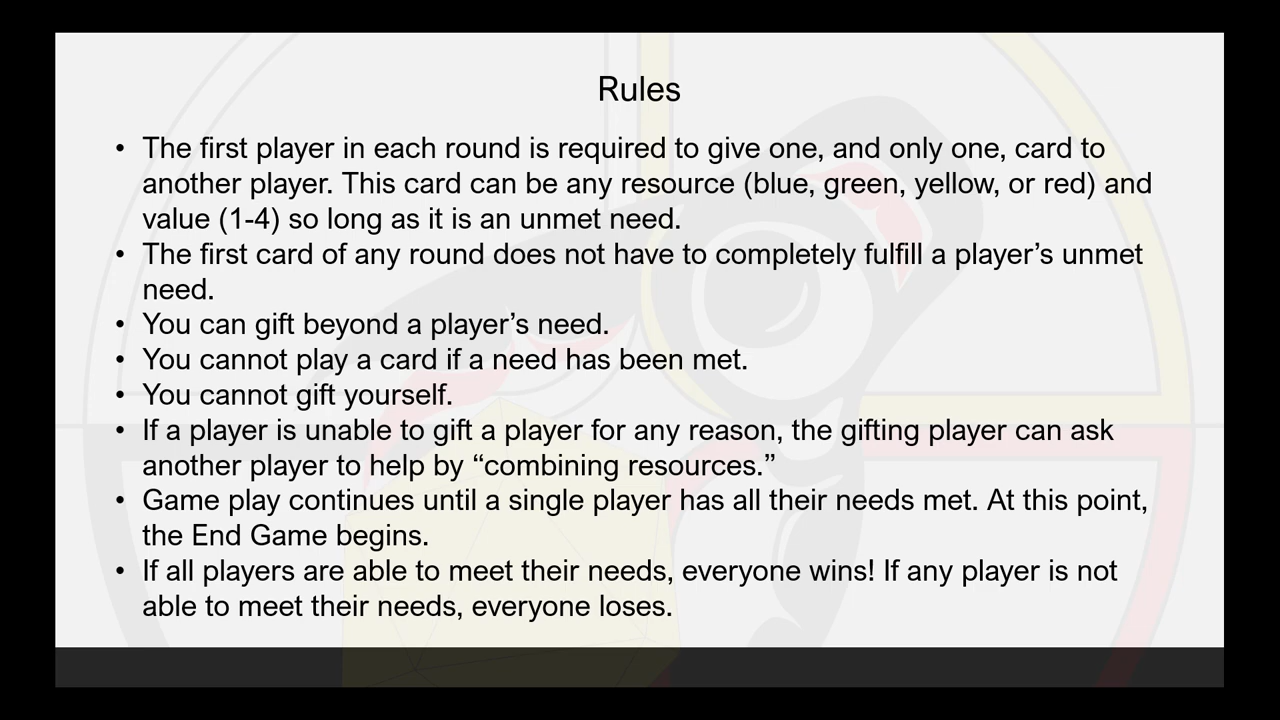 Rules
• The first player in each round is required to give one, and only one, card to
another player. This card can be any resource (blue, green, yellow, or red) and
value (1-4) so long as it is an unmet need.
• The first card of any round does not have to completely fulfill a player’s unmet
need.
• You can gift beyond a player’s need.
• You cannot play a card if a need has been met.
• You cannot gift yourself.
• If a player is unable to gift a player for any reason, the gifting player can ask
another player to help by “combining resources.”
• Game play continues until a single player has all their needs met. At this point,
the End Game begins.
• If all players are able to meet their needs, everyone wins! If any player is not
able to meet their needs, everyone loses.